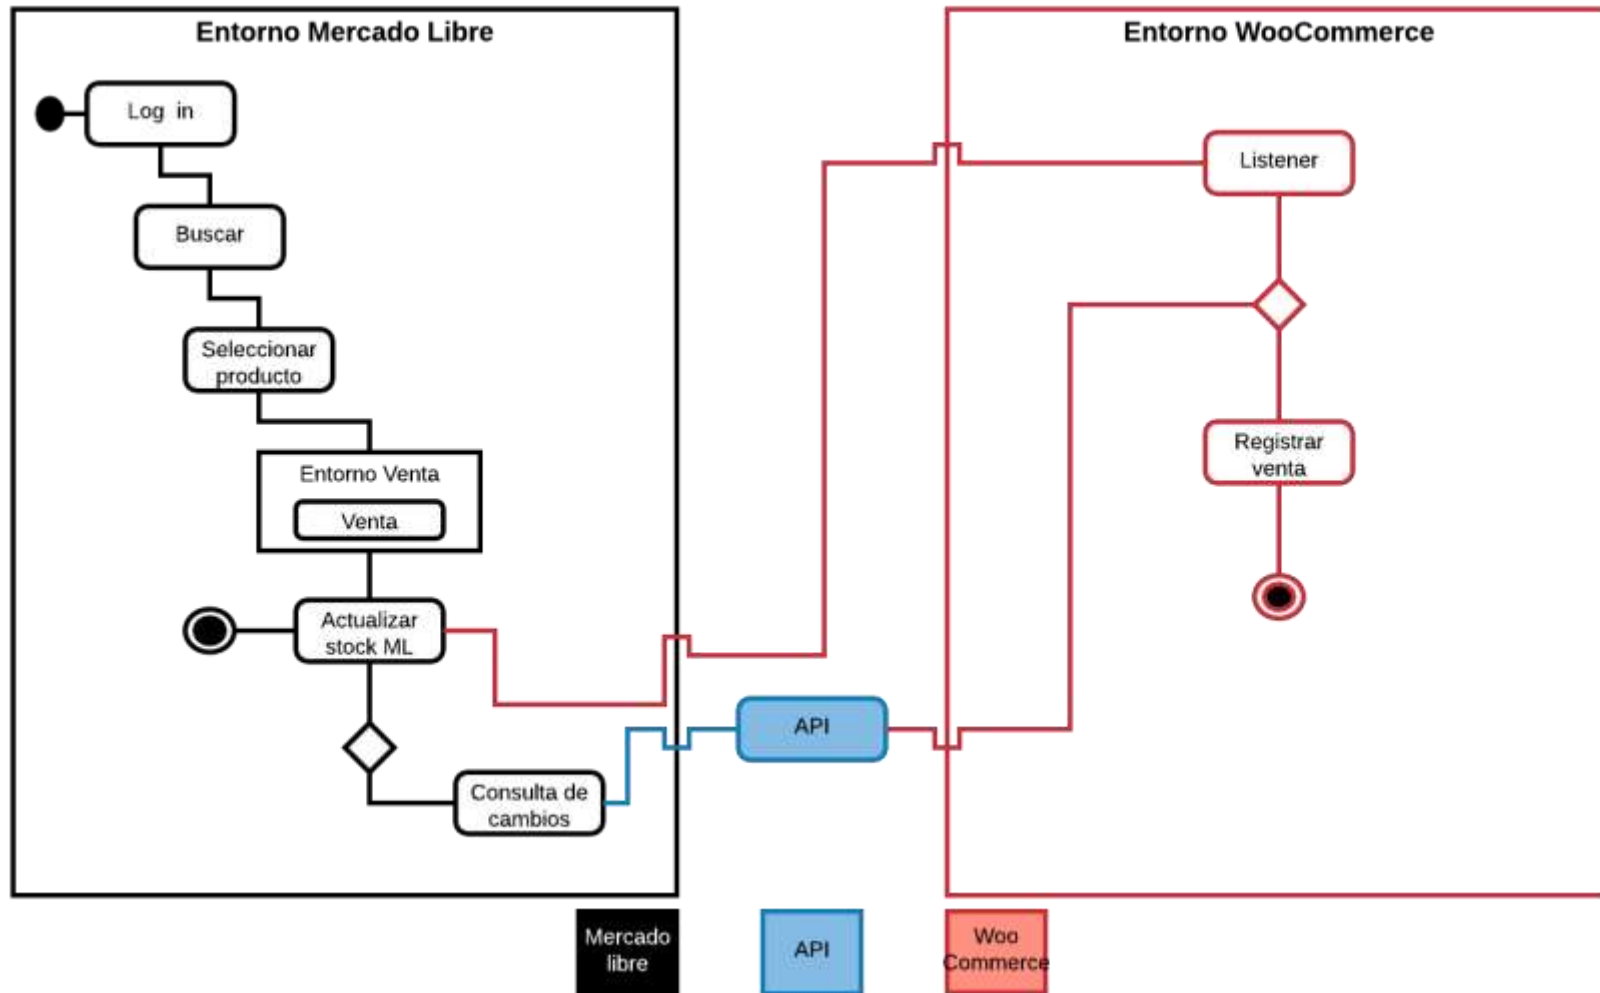 Entorno Mercado Libre
Entorno WooCommerce
Log in
Listener
Buscar
Seleccionar
producto
Entorno Venta
Venta
Registrar
venta
Actualizar
stock ML
API
Consulta de
cambios
Mercado
libre
API
Woo
Commerce